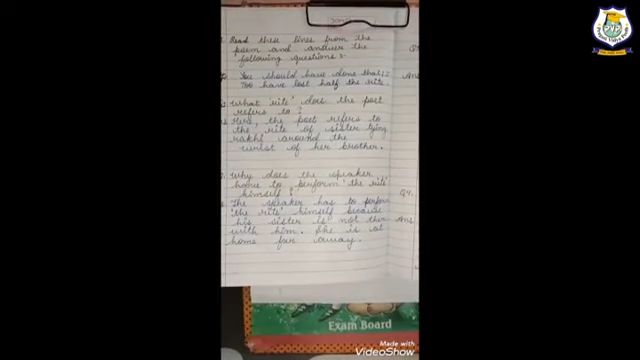 Read these lines from the
poem and answer the
following questions:
You should have done that;
You have lost half the rite.
What 'rite' does the poet
refers to?
Here, the poet refers to
the 'rite' of sister tying
rakhi around the
wrist of her brother.
Why does the speaker
have to perform 'the rite'
himself?
The speaker has to perform
'the rite' himself because
his sister is not there
with him. She is at
home far away.
Ans
Q4.
Ans
Exam Board
Made with
VideoShow
PVP